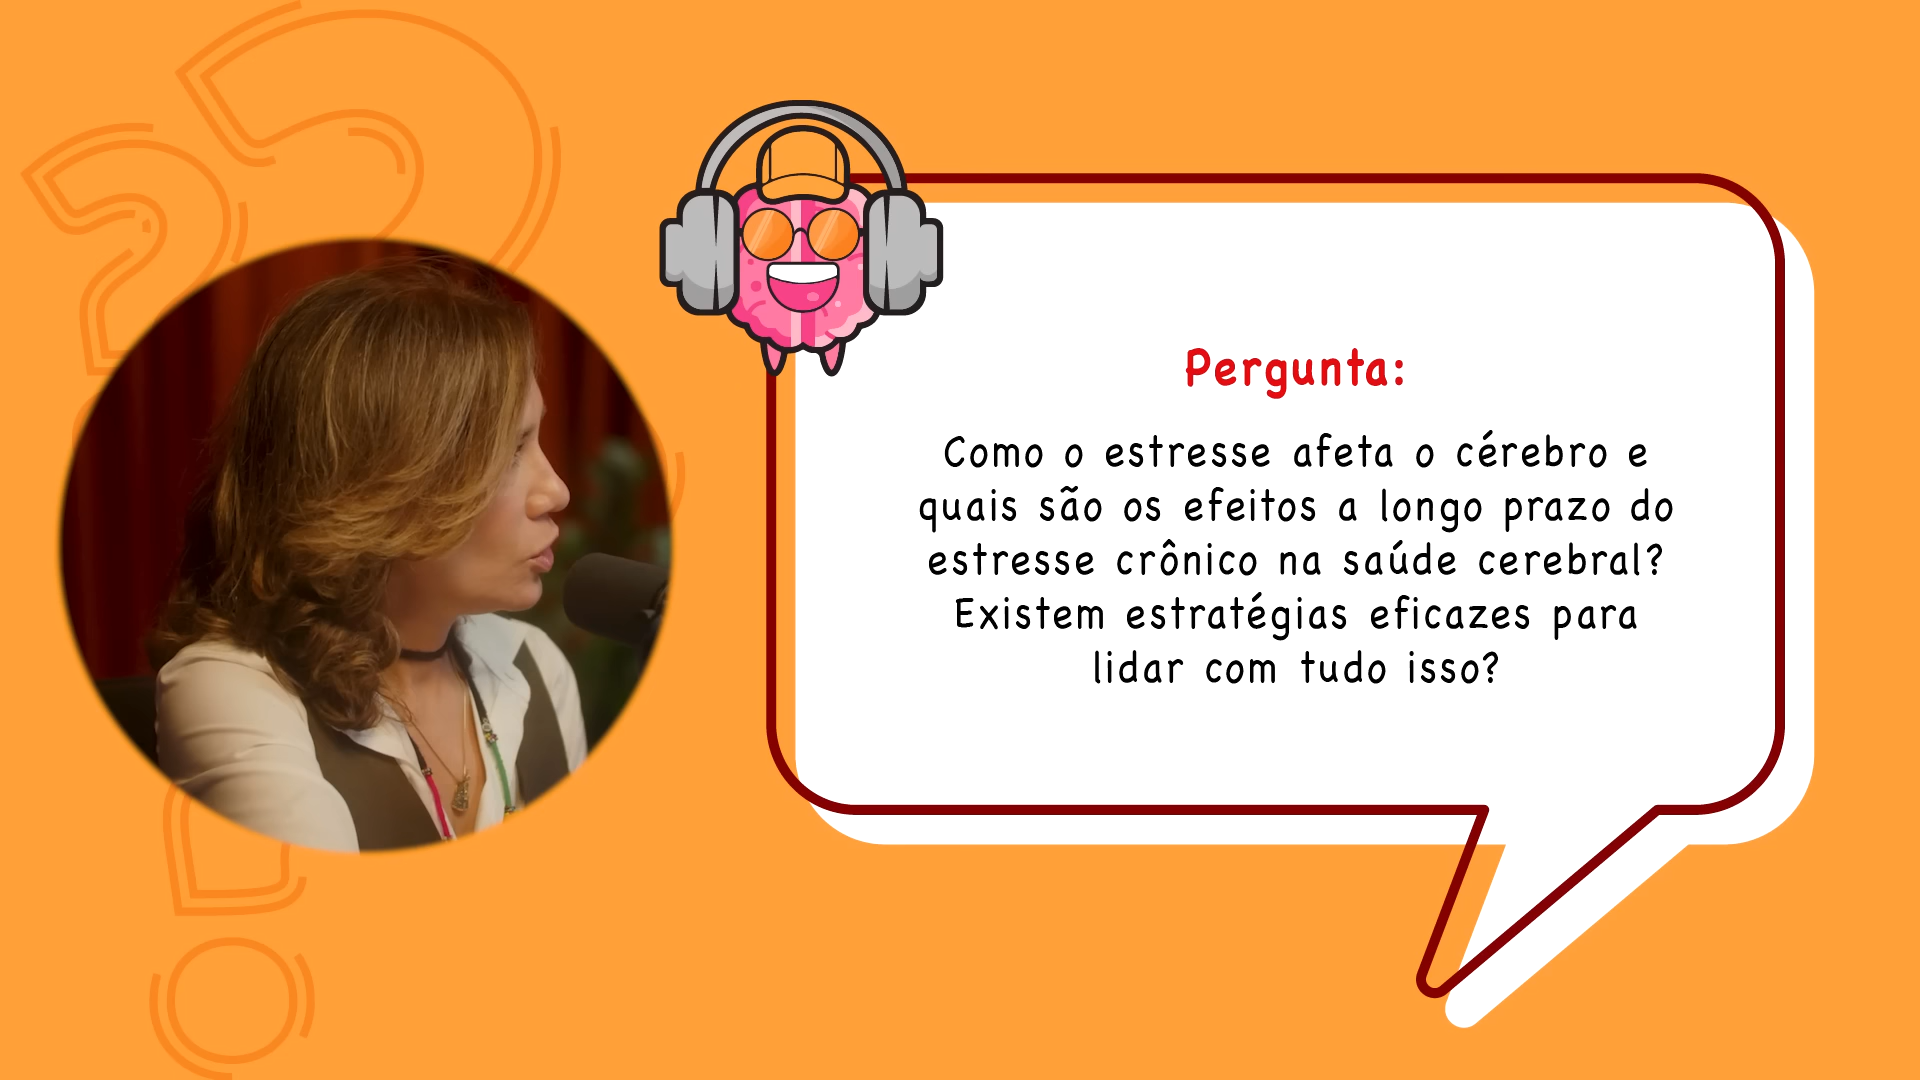 Pergunta:
Como o estresse afeta o cérebro e
quais são os efeitos a longo prazo do
estresse crônico na saúde cerebral?
Existem estratégias eficazes para
lidar com tudo isso?